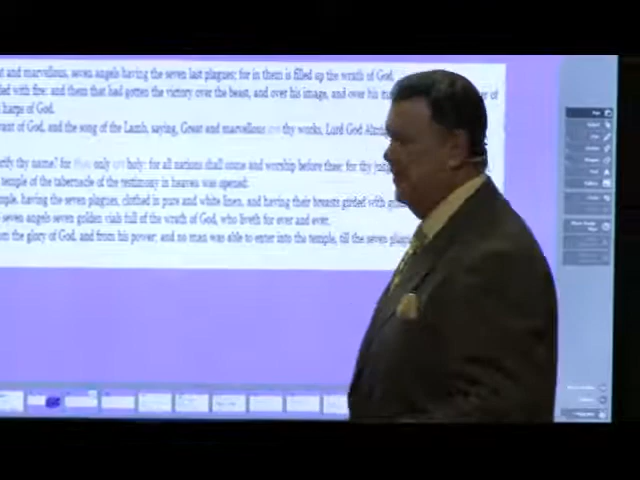 at and marvellous, seven angels having the seven last plagues; for in them is filled up the wrath of God.
led with fire: and them that had gotten the victory over the beast, and over his image, and over his of
harps of God.
vant of God, and the song of the Lamb, saying, Great and marvellous are thy works, Lord God
rify thy name? for thou only art holy: for all nations shall come and worship before thee; for thy
temple of the tabernacle of the testimony in heaven was opened:
mple, having the seven plagues, clothed in pure and white linen, and having their breasts girded with
seven angels seven golden vials full of the wrath of God, who liveth for ever and ever.
om the glory of God, and from his power; and no man was able to enter into the temple, till the seven